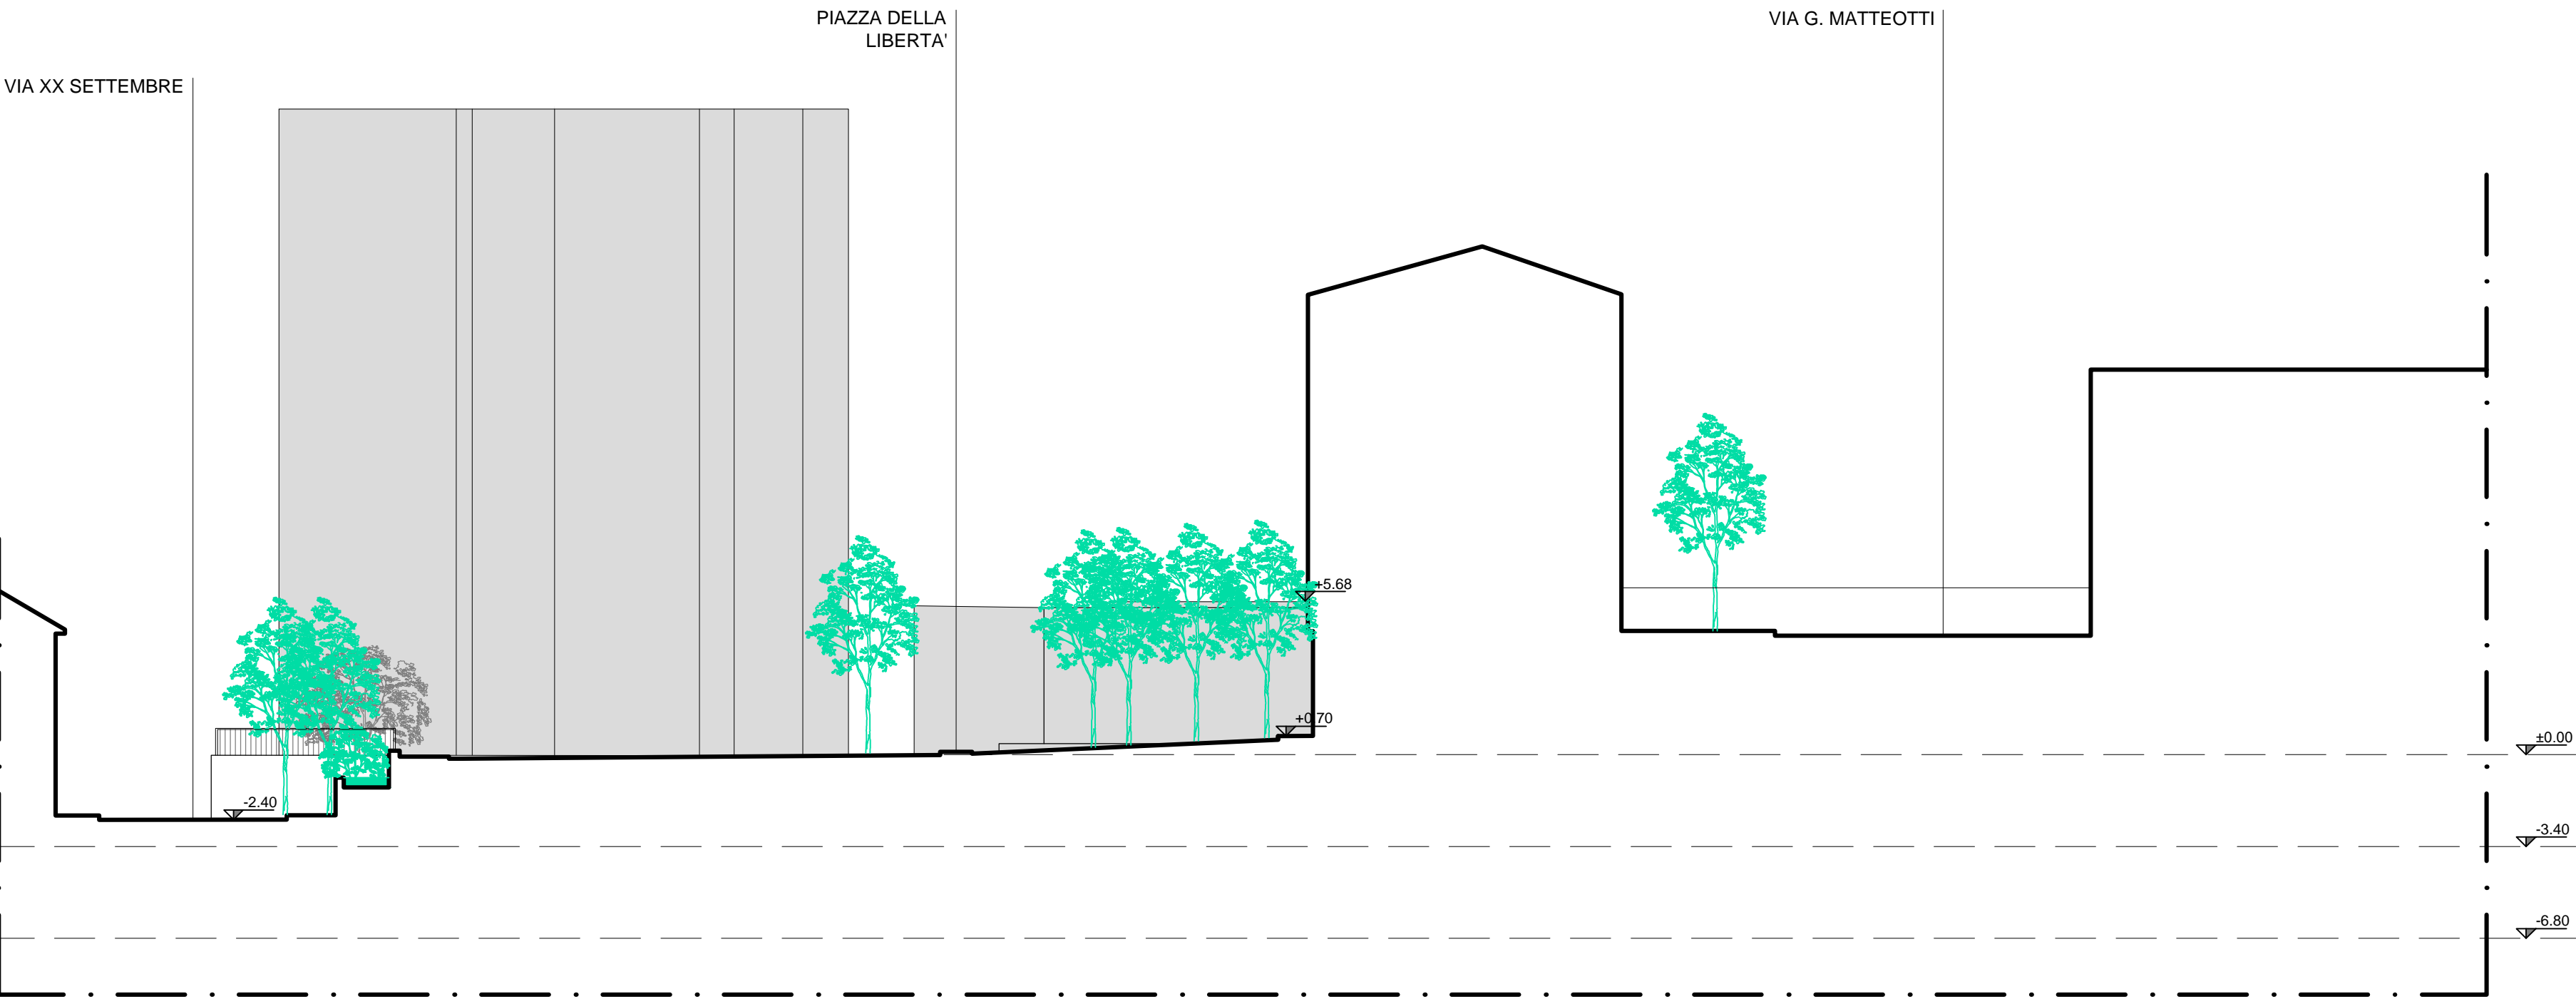 PIAZZA DELLA
LIBERTA'
VIA G. MATTEOTTI
VIA XX SETTEMBRE
+5.68
+0.70
±0.00
-2.40
-3.40
-6.80